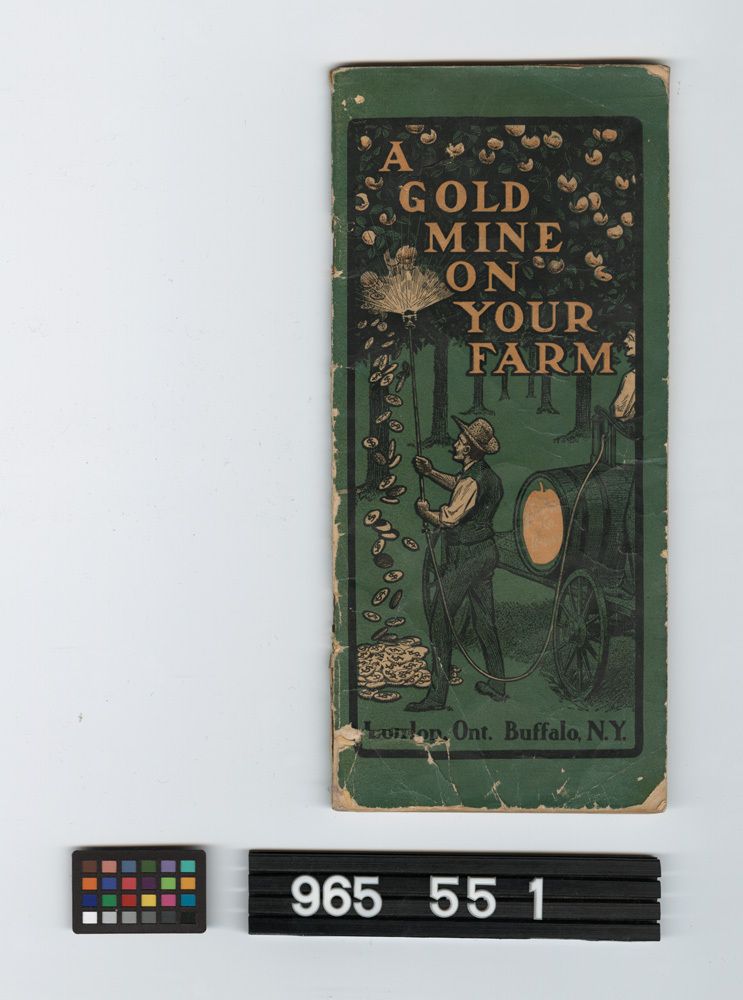 A
GOLD
MINE
ON
YOUR
FARM
London, Ont. Buffalo, N.Y.
965 55 1